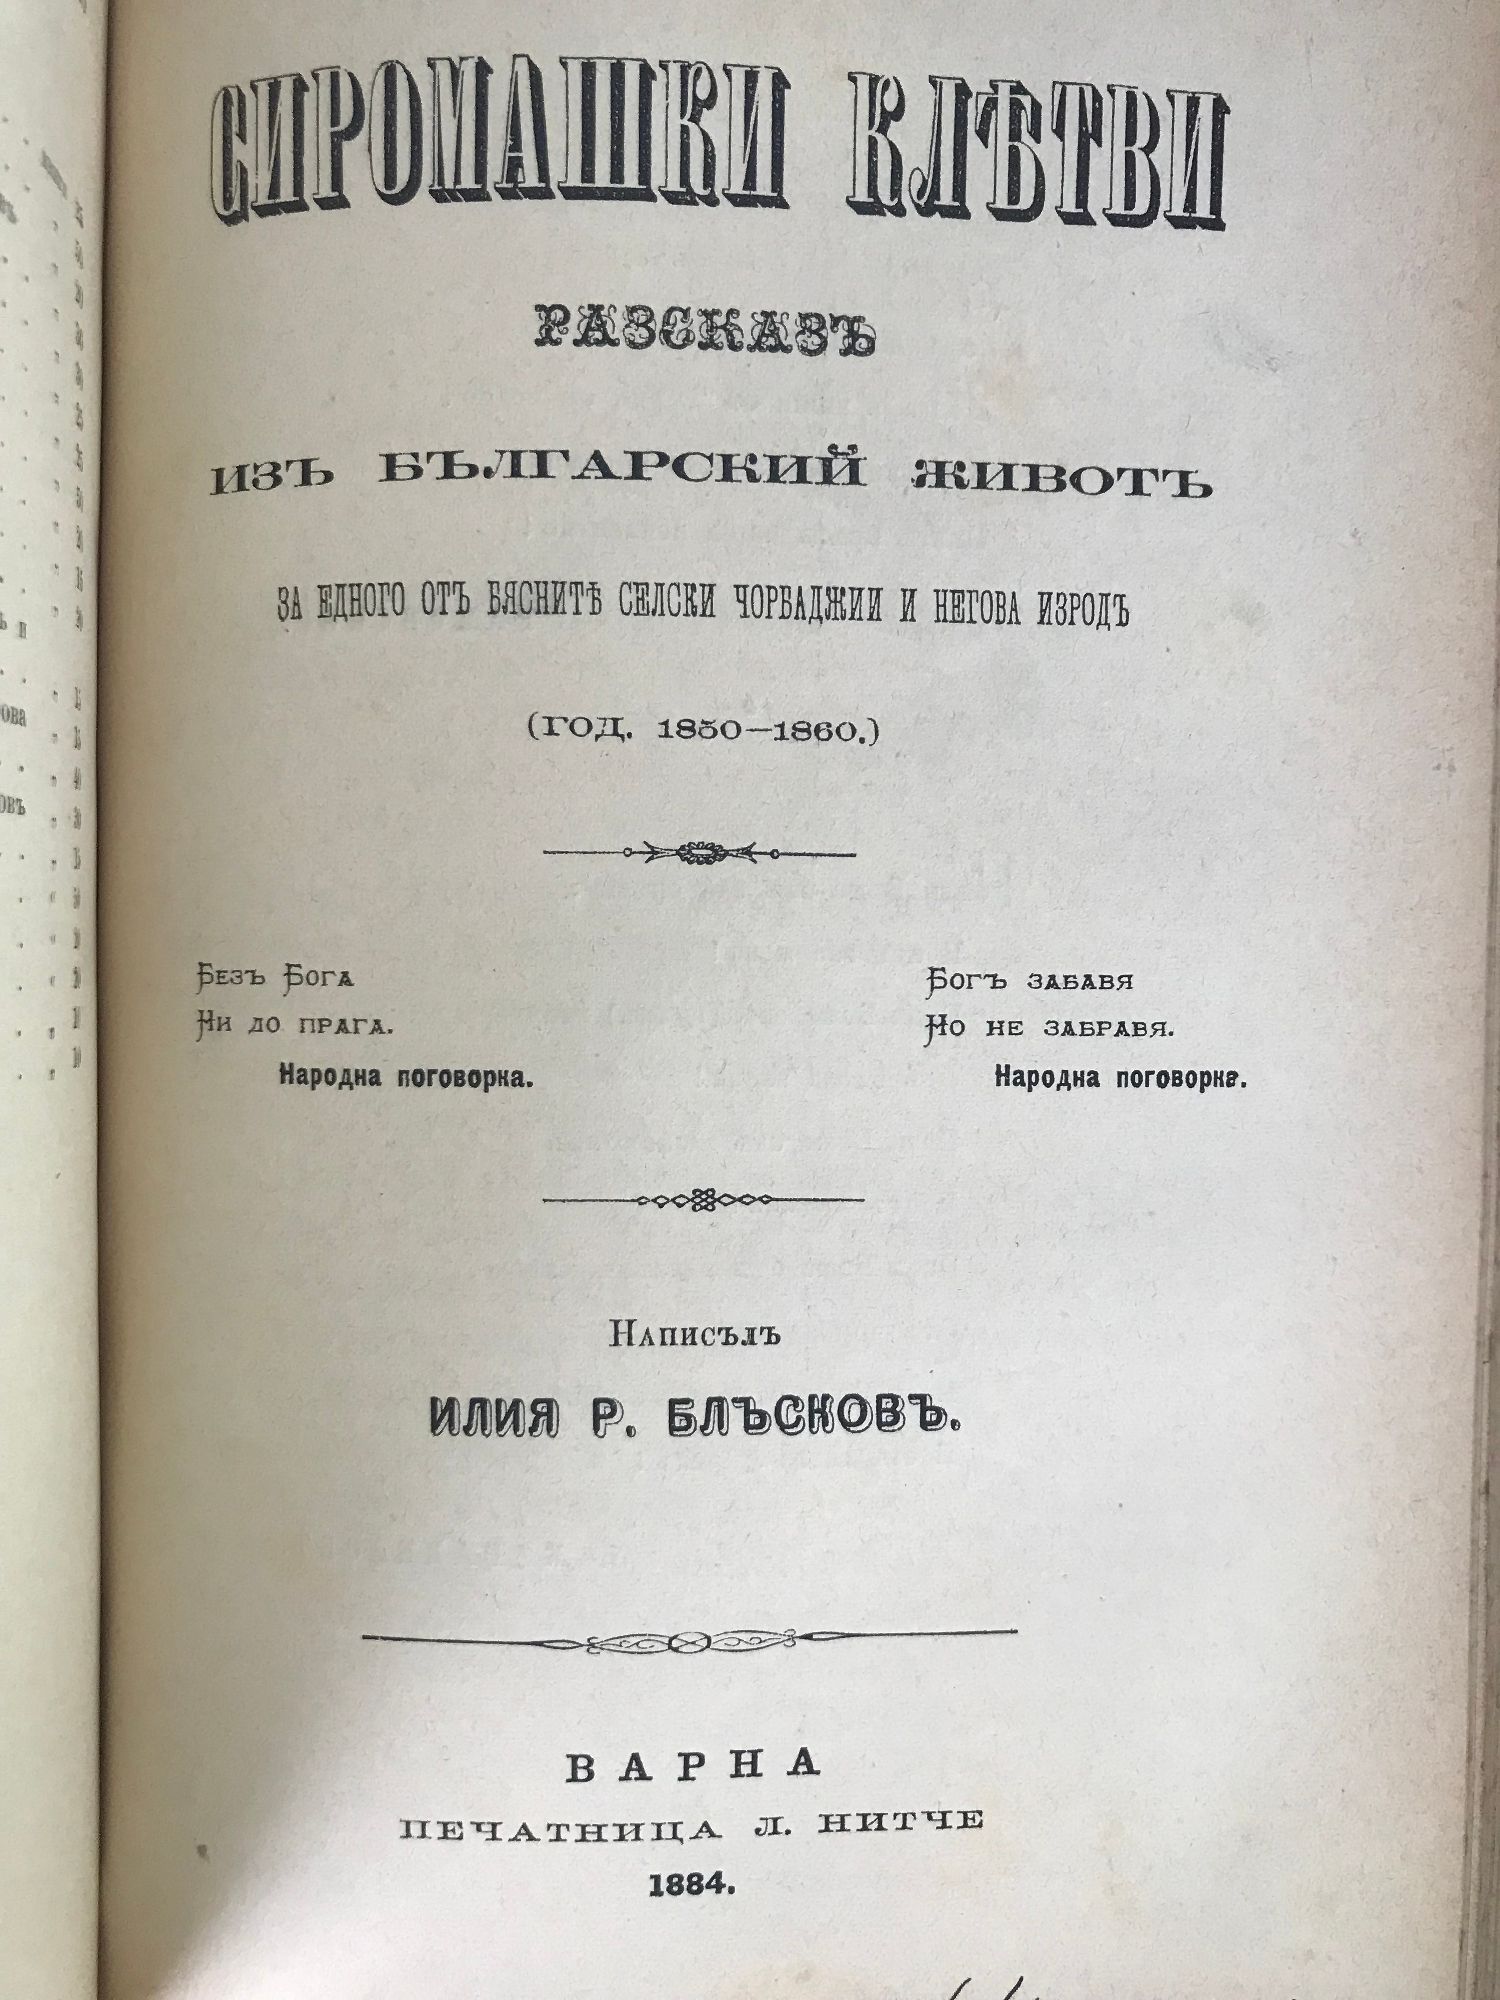 СИРОМАШКИ КЛѢТВИ
РАЗСКАЗЪ
ИЗЪ БЪЛГАРСКИЙ ЖИВОТЪ
ЗА ЕДНОГО ОТЪ БЯСНИТѢ СЕЛСКИ ЧОРБАДЖИИ И НЕГОВА ИЗРОДЪ
(ГОД. 1850—1860.)
БЕЗЪ БОГА
НИ ДО ПРАГА.
Народна поговорка.
БОГЪ ЗАБАВЯ
НО НЕ ЗАБРАВЯ.
Народна поговорка.
НАПИСЪЛЪ
ИЛИЯ Р. БЛЪСКОВЪ.
ВАРНА
ПЕЧАТНИЦА Л. НИТЧЕ
1884.